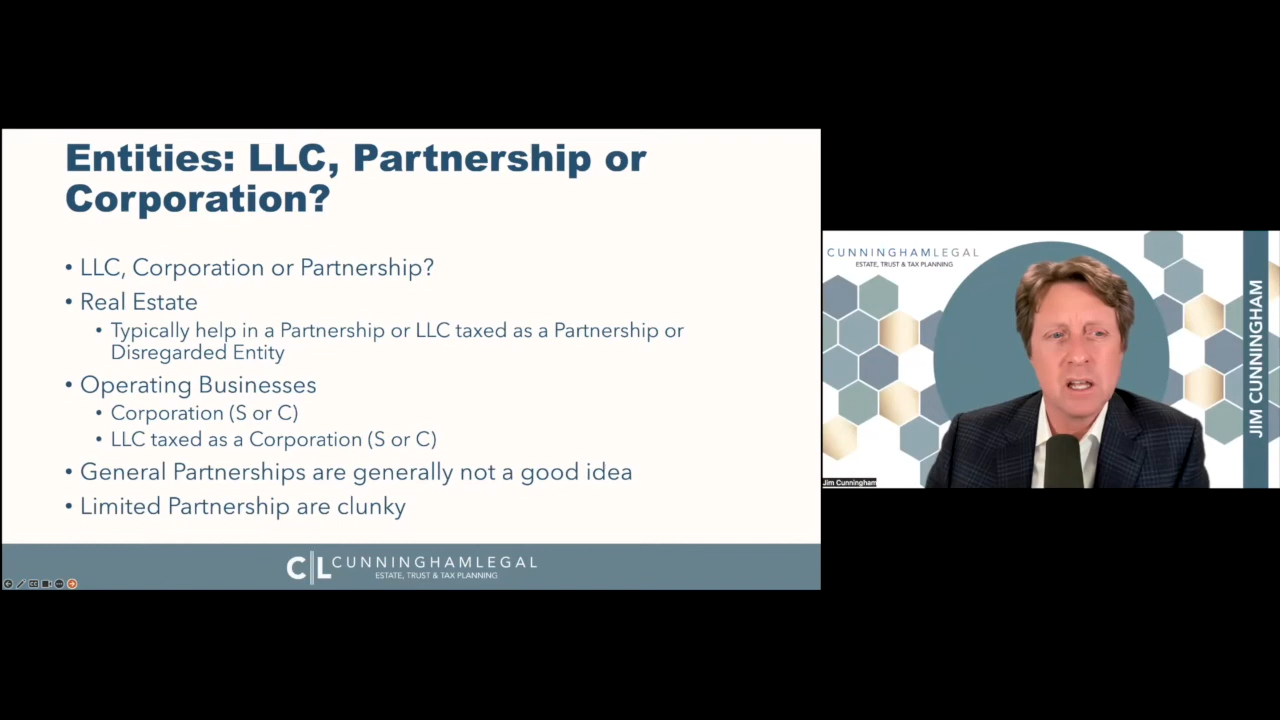 Entities: LLC, Partnership or
Corporation?
• LLC, Corporation or Partnership?
• Real Estate
• Typically help in a Partnership or LLC taxed as a Partnership or
Disregarded Entity
• Operating Businesses
• Corporation (S or C)
• LLC taxed as a Corporation (S or C)
• General Partnerships are generally not a good idea
• Limited Partnership are clunky
CL CUNNINGHAMLEGAL
ESTATE, TRUST & TAX PLANNING
CUNNINGHAMLEGAL
ESTATE, TRUST & TAX PLANNING
JIM CUNNINGHAM
Jim Cunningham